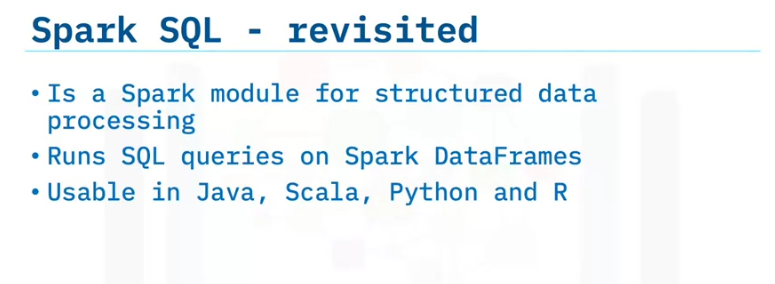 Spark SQL - revisited
• Is a Spark module for structured data
processing
• Runs SQL queries on Spark DataFrames
• Usable in Java, Scala, Python and R